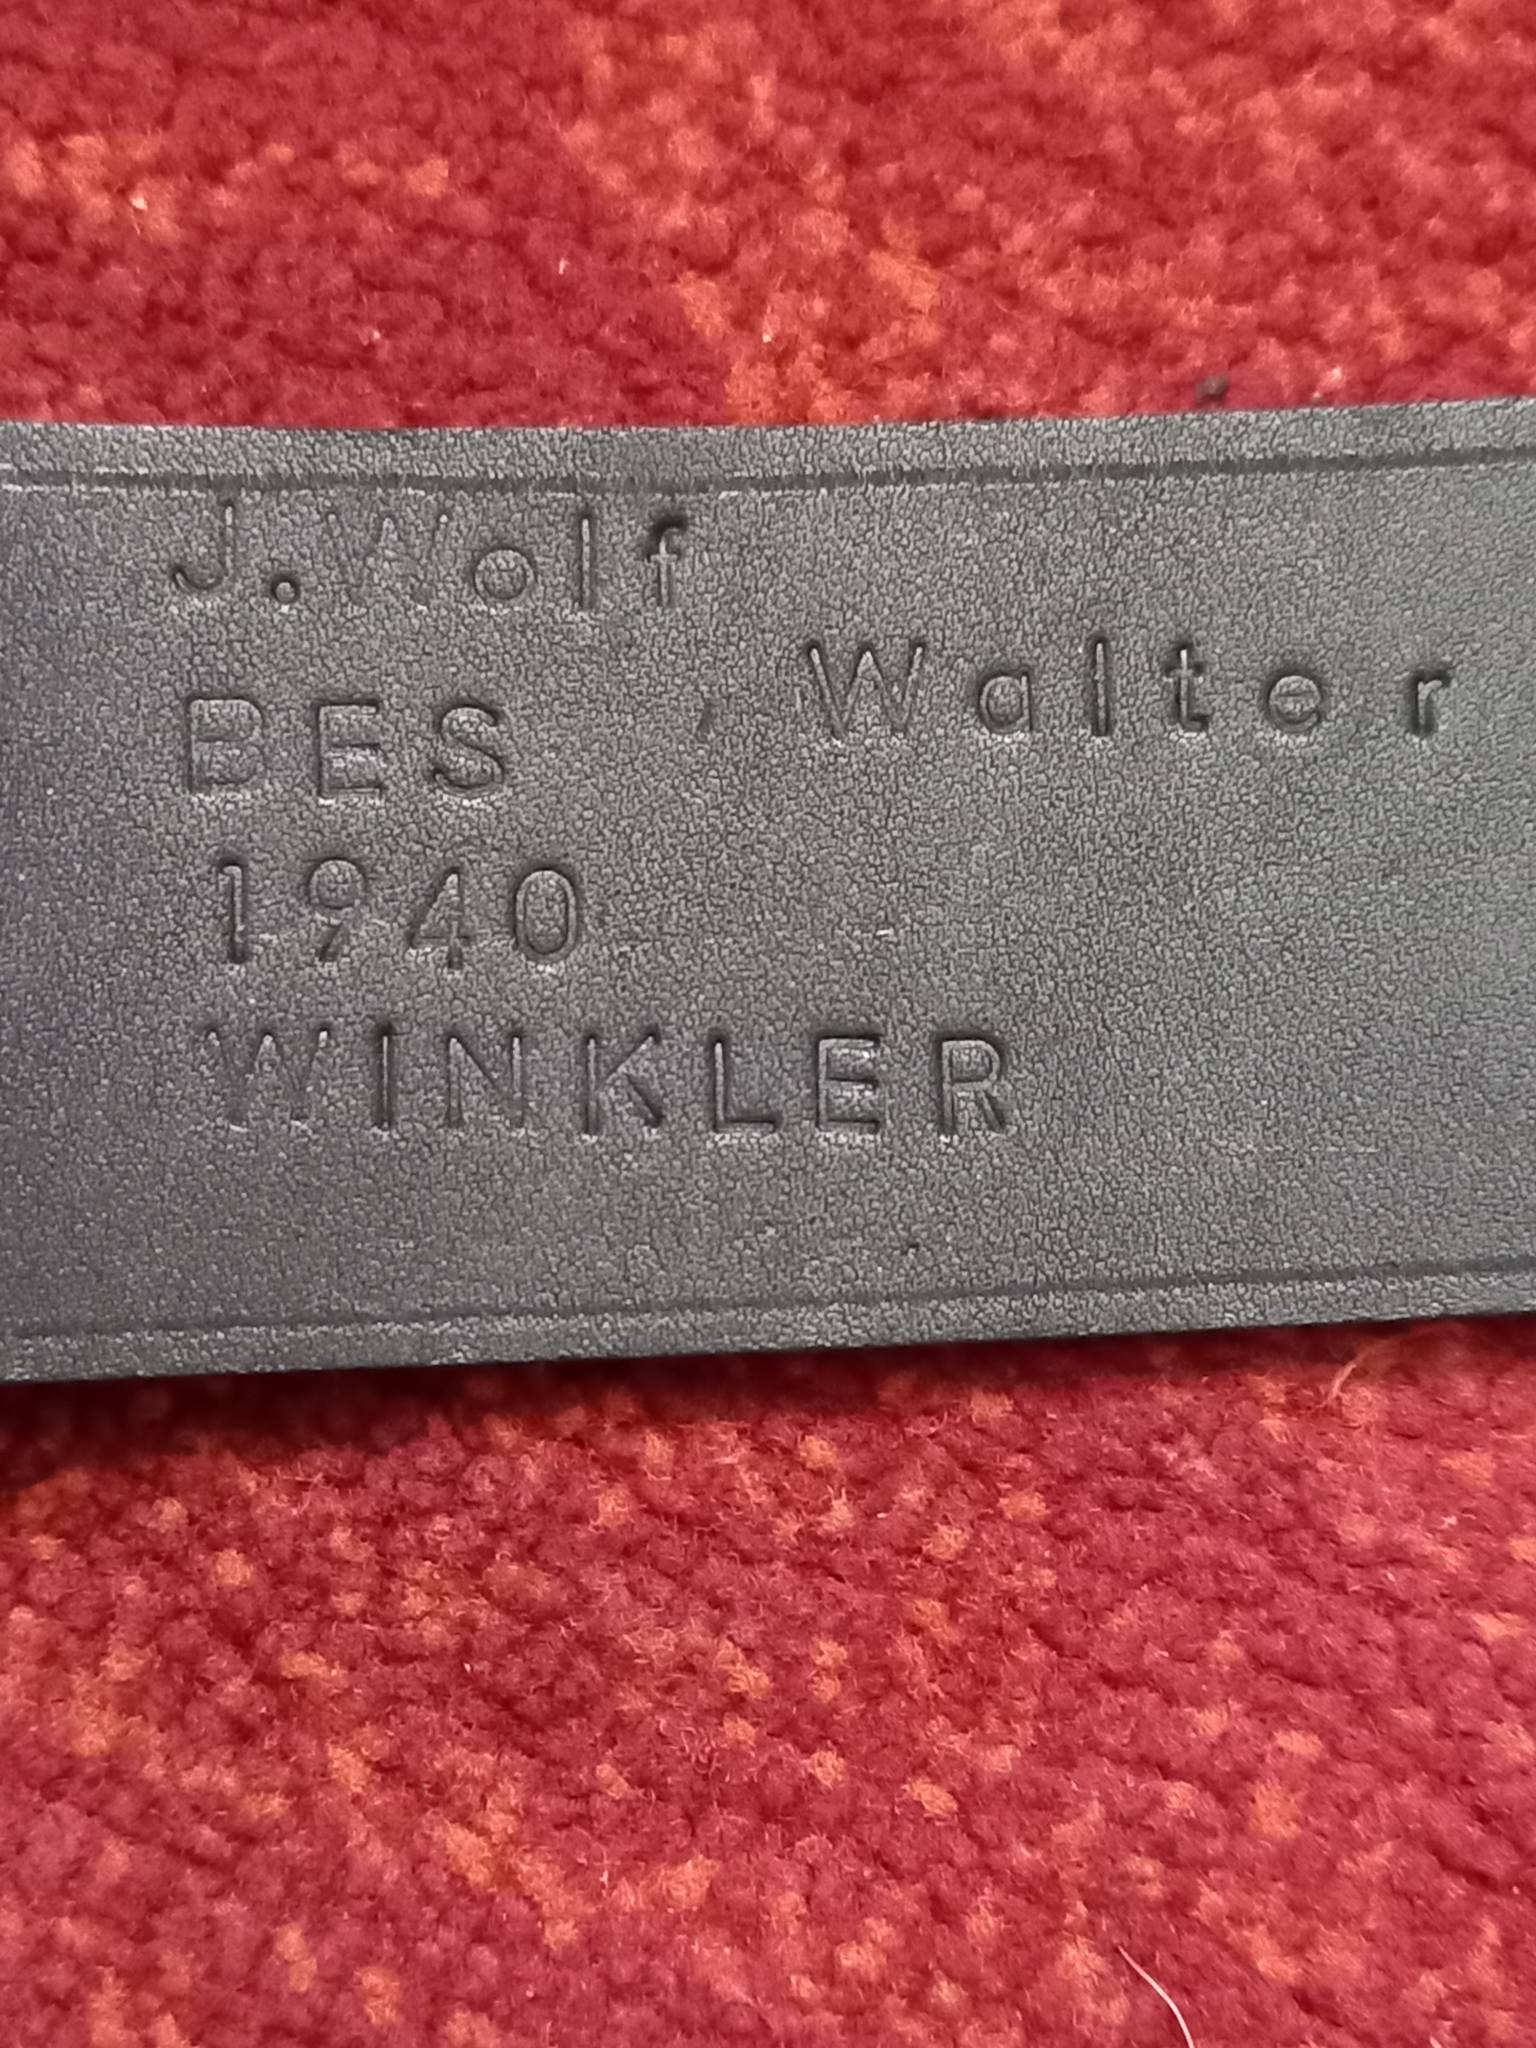 J. Wolf
Walter
BES
1940
WINKLER